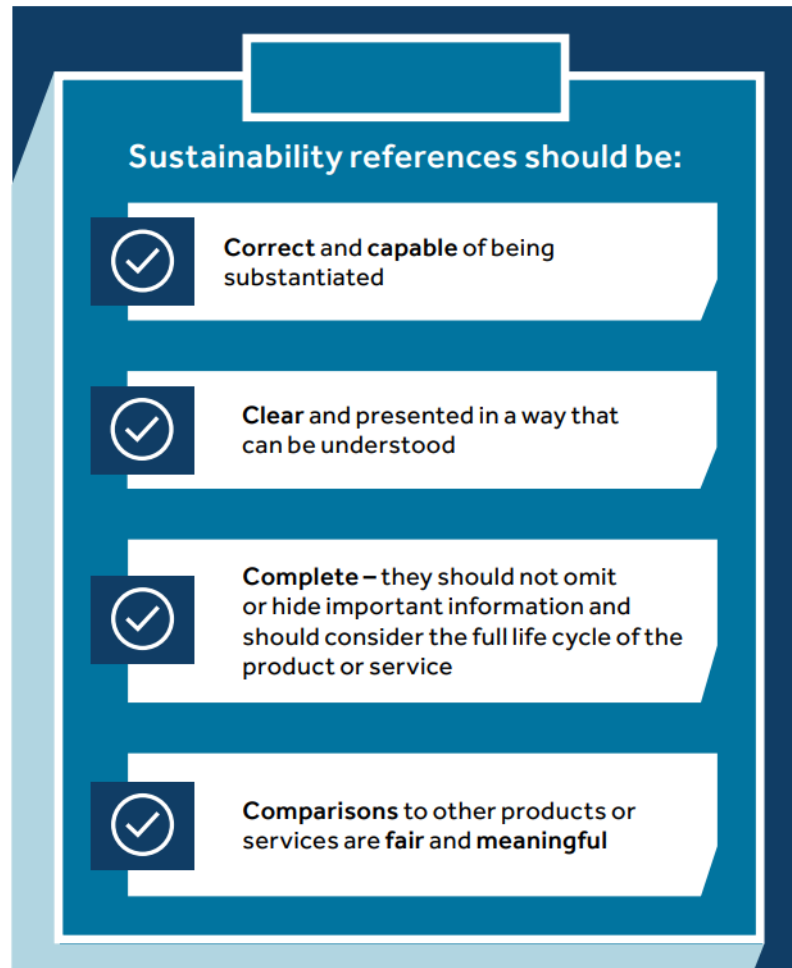 Sustainability references should be:
Correct and capable of being
substantiated
Clear and presented in a way that
can be understood
Complete – they should not omit
or hide important information and
should consider the full life cycle of the
product or service
Comparisons to other products or
services are fair and meaningful